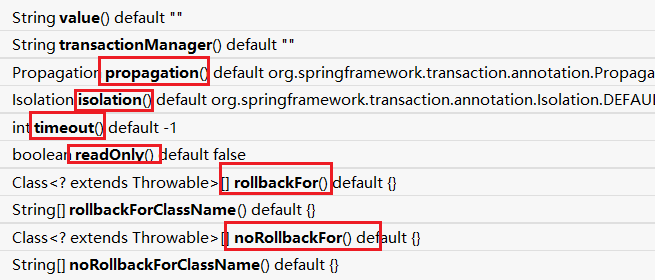 String value() default ""
String transactionManager() default ""
Propagation propagation() default org.springframework.transaction.annotation.Propaga
Isolation isolation() default org.springframework.transaction.annotation.Isolation.DEFAU
int timeout() default -1
boolean readOnly() default false
Class<? extends Throwable>[] rollbackFor() default {}
String[] rollbackForClassName() default {}
Class<? extends Throwable>[] noRollbackFor() default {}
String[] noRollbackForClassName() default {}